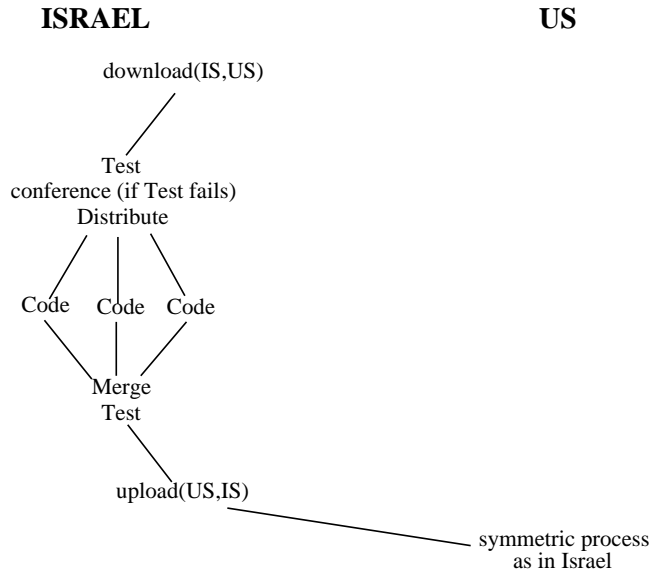 ISRAEL
US
download(IS,US)
Test
conference (if Test fails)
Distribute
Code
Code
Code
Merge
Test
upload(US,IS)
symmetric process
as in Israel